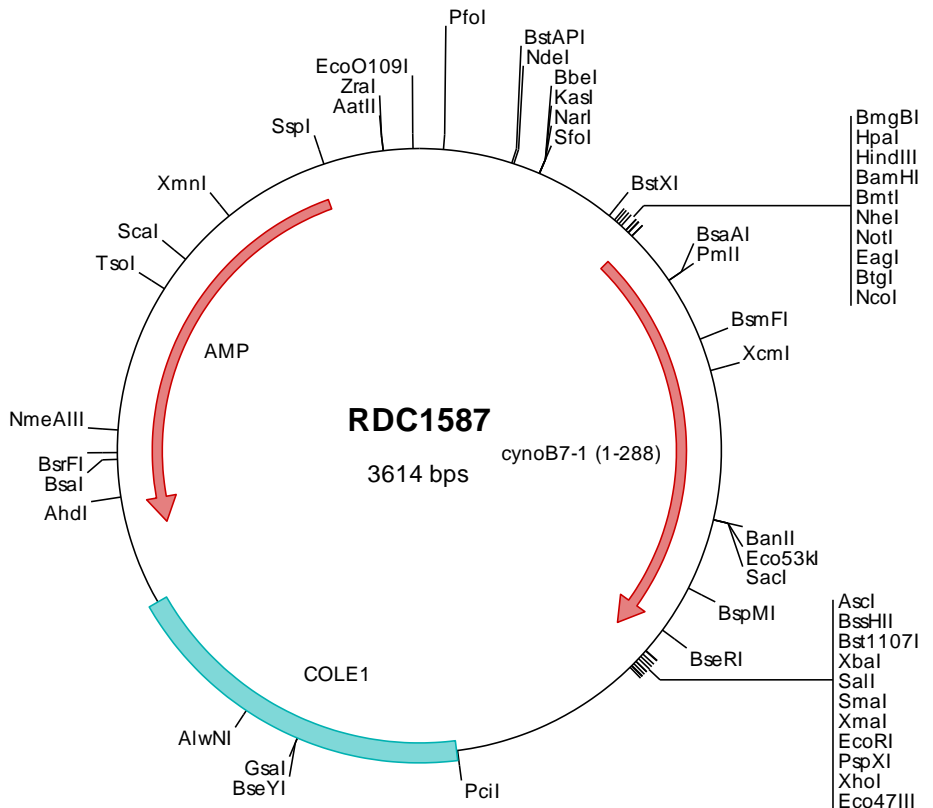 PfoI
BstAPI
NdeI
EcoO109I
ZraI
AatII
BbeI
KasI
NarI
SfoI
SspI
XmnI
BstXI
BmgBI
HpaI
HindIII
BamHI
BmtI
NheI
NotI
EagI
BtgI
NcoI
ScaI
TsoI
BsaAI
PmlI
BsmFI
XcmI
AMP
RDC1587
3614 bps
cynoB7-1 (1-288)
NmeAIII
BsrFI
BsaI
AhdI
BanII
Eco53kI
SacI
BspMI
BseRI
AscI
BssHII
Bst1107I
XbaI
SalI
SmaI
XmaI
EcoRI
PspXI
XhoI
Eco47III
COLE1
AlwNI
GsaI
BseYI
PciI